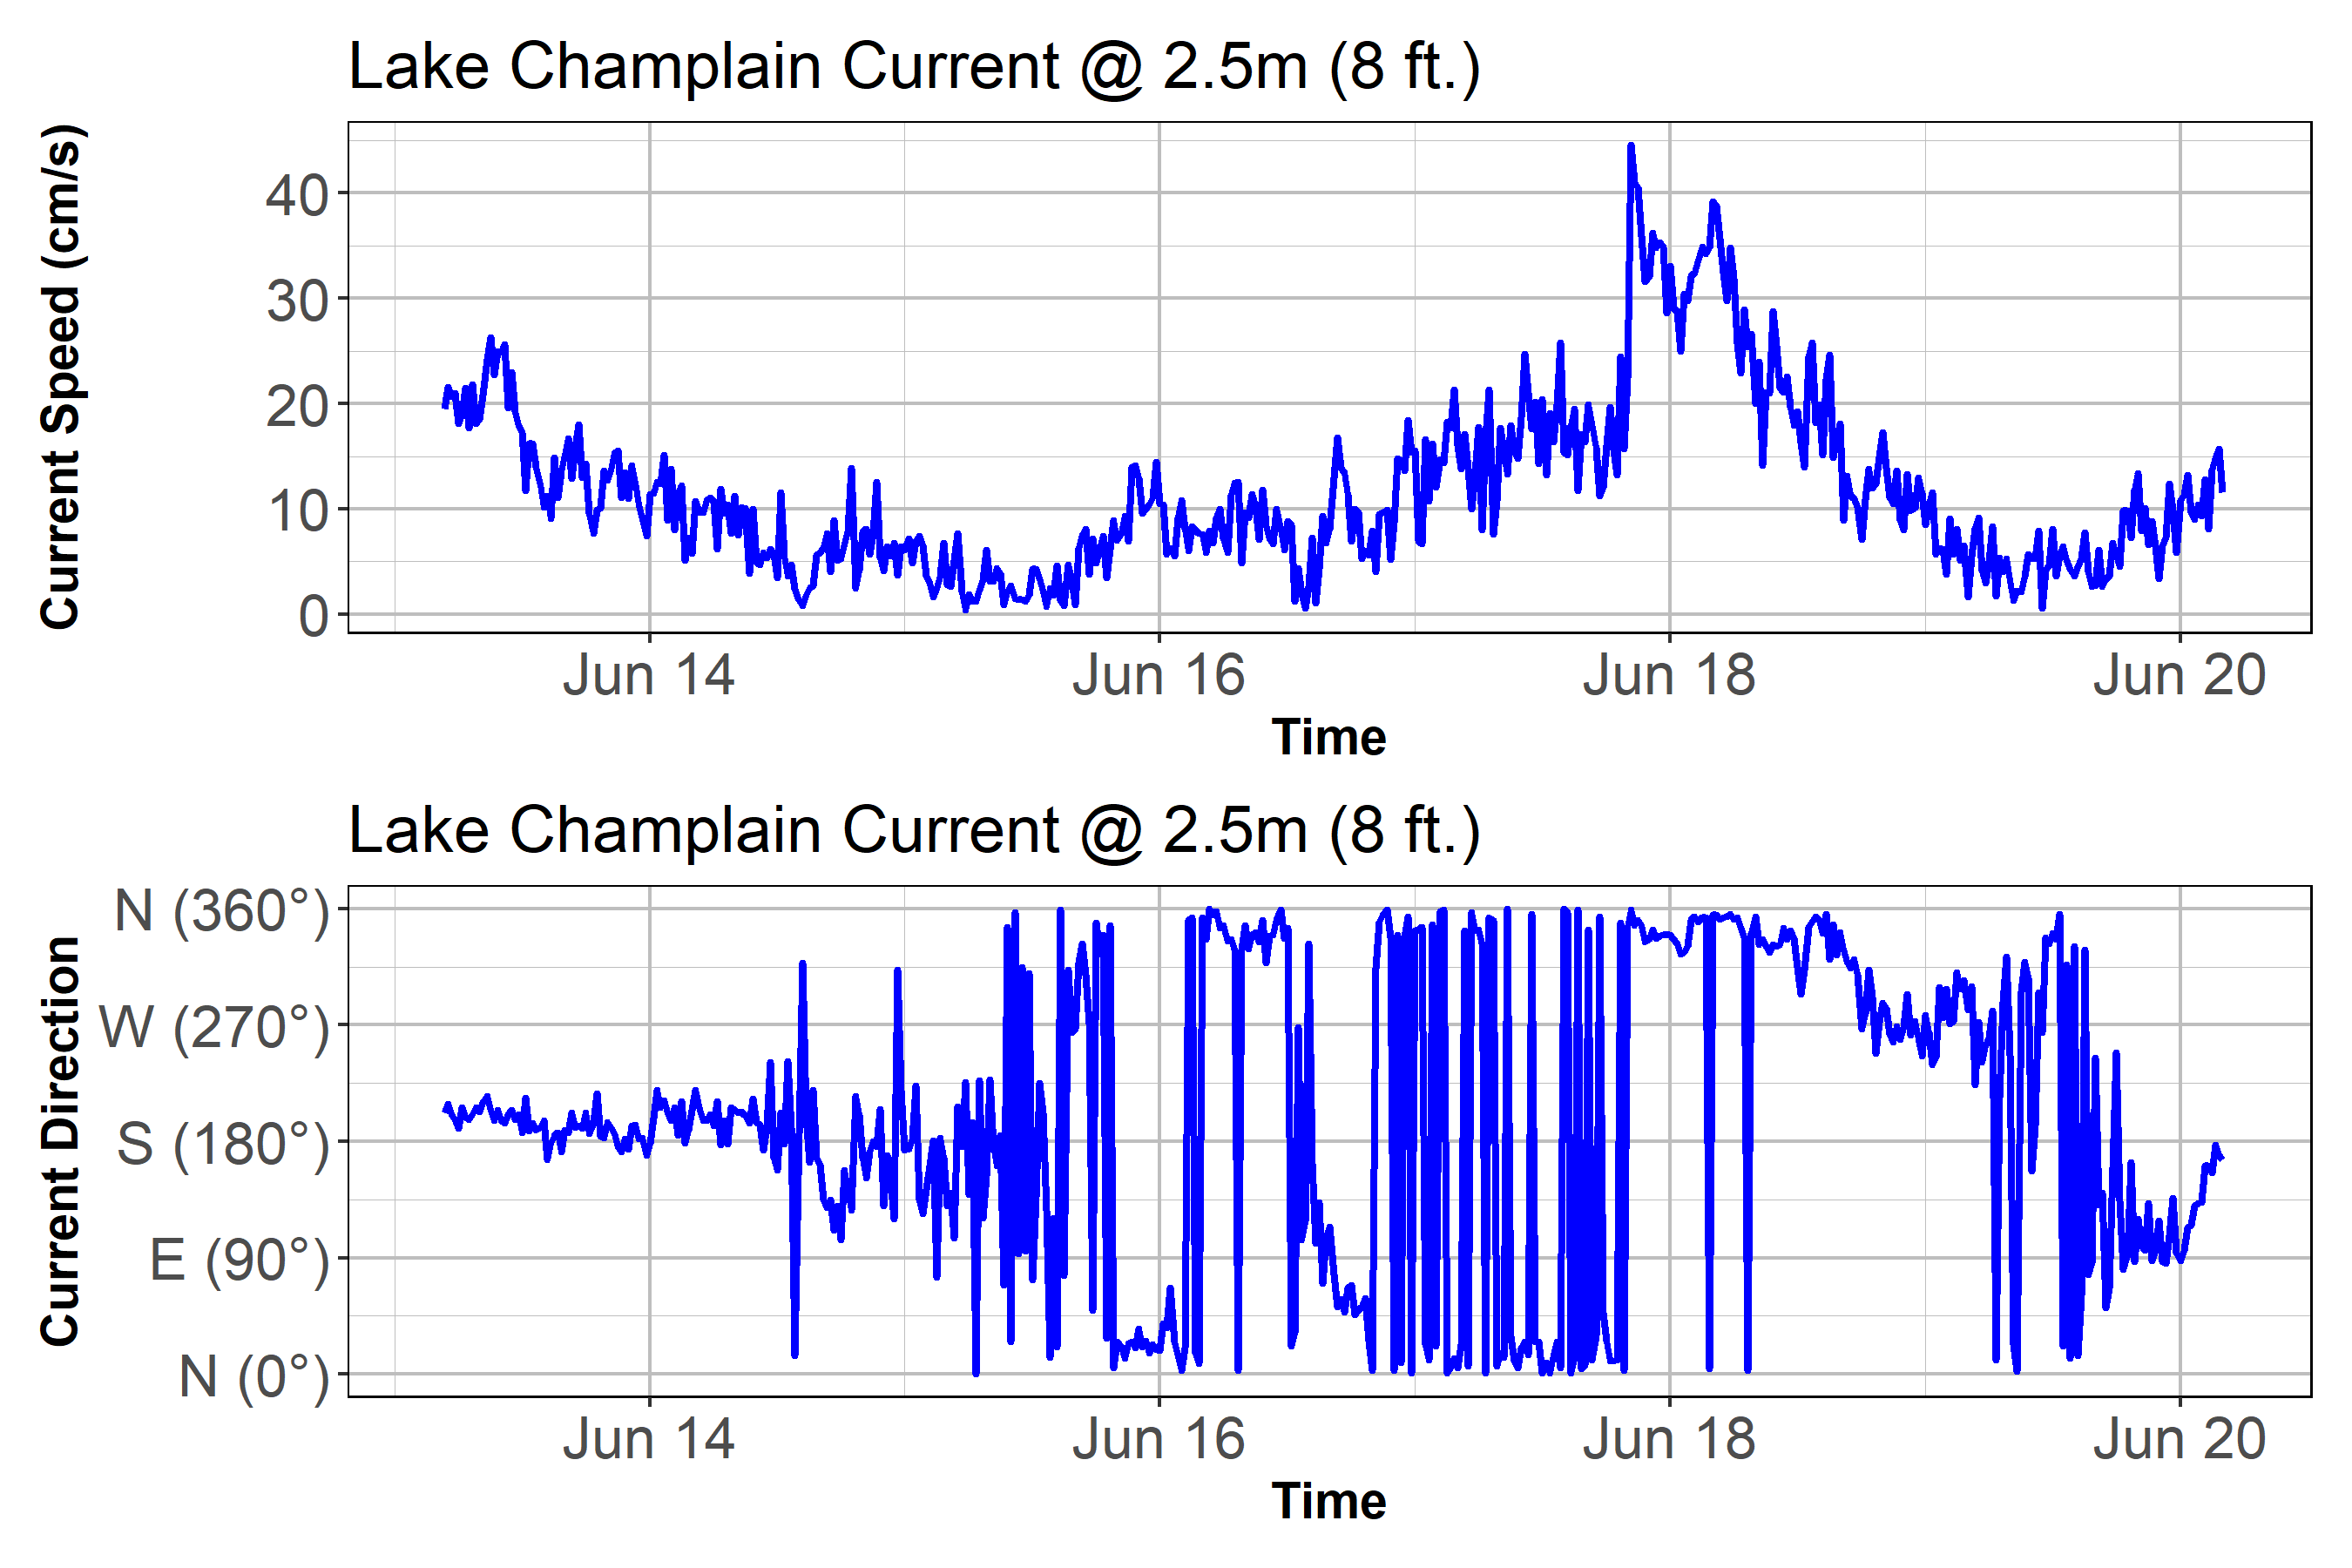 Lake Champlain Current @ 2.5m (8 ft.)
Current Speed (cm/s)
40
30
20
10
0
Jun 14 Jun 16 Jun 18 Jun 20
Time
Lake Champlain Current @ 2.5m (8 ft.)
Current Direction
N (360°)
W (270°)
S (180°)
E (90°)
N (0°)
Jun 14 Jun 16 Jun 18 Jun 20
Time